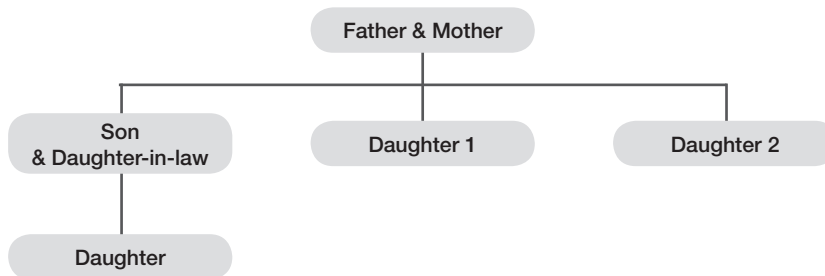 Father & Mother
Son
& Daughter-in-law
Daughter 1
Daughter 2
Daughter